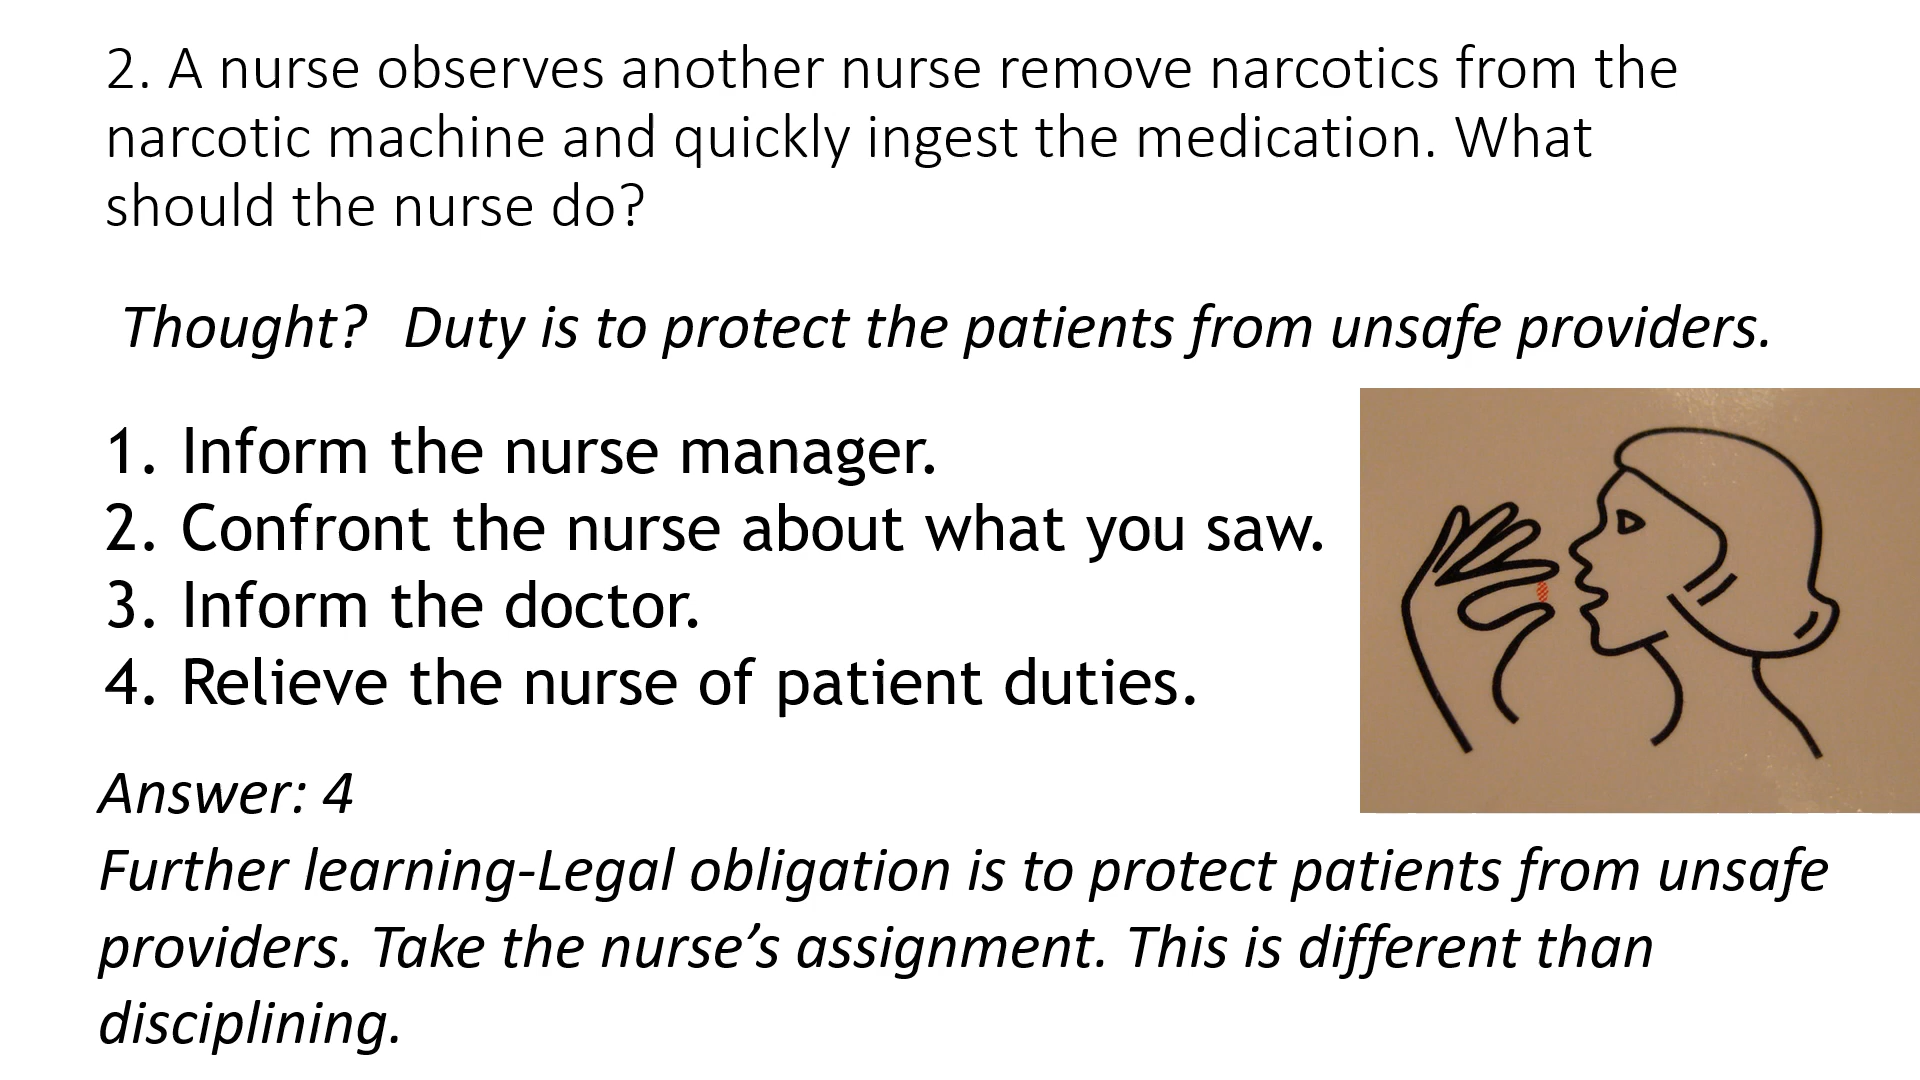 2. A nurse observes another nurse remove narcotics from the
narcotic machine and quickly ingest the medication. What
should the nurse do?
Thought? Duty is to protect the patients from unsafe providers.
1. Inform the nurse manager.
2. Confront the nurse about what you saw.
3. Inform the doctor.
4. Relieve the nurse of patient duties.
Answer: 4
Further learning-Legal obligation is to protect patients from unsafe
providers. Take the nurse’s assignment. This is different than
disciplining.